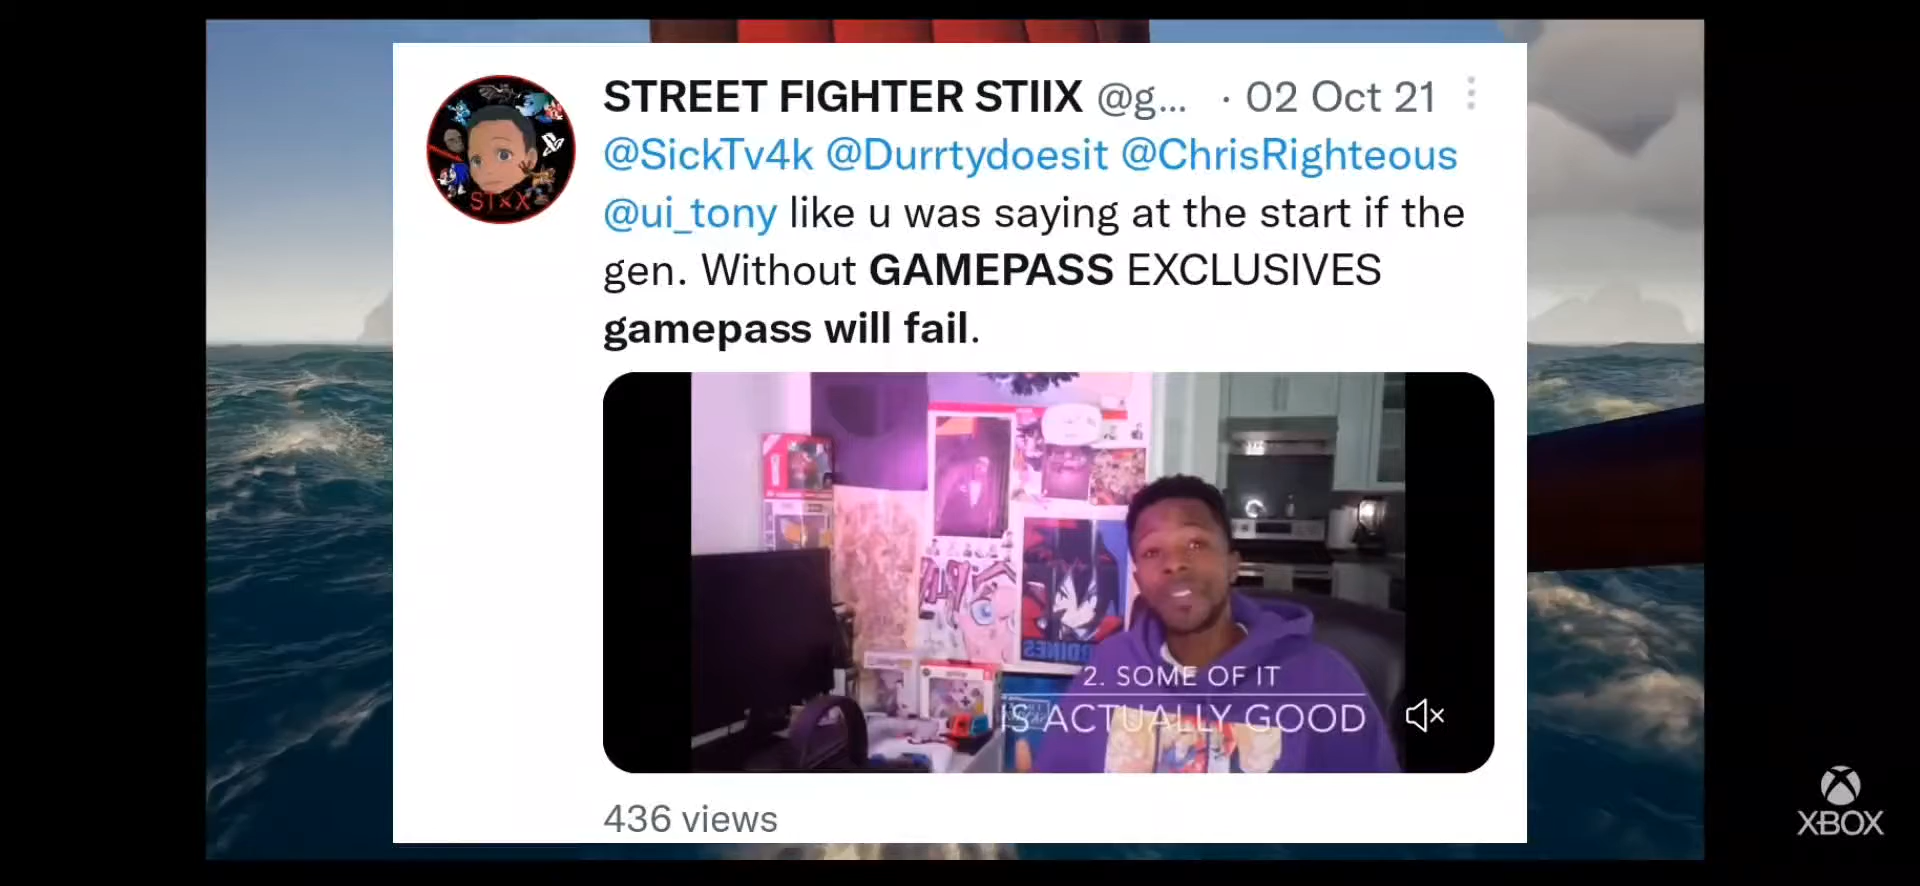 STREET FIGHTER STIIX @g... · 02 Oct 21
@SickTv4k @Durrtydoesit @ChrisRighteous
@ui_tony like u was saying at the start if the
gen. Without GAMEPASS EXCLUSIVES
gamepass will fail.
STXX
2. SOME OF IT
IS ACTUALLY GOOD
436 views
XBOX